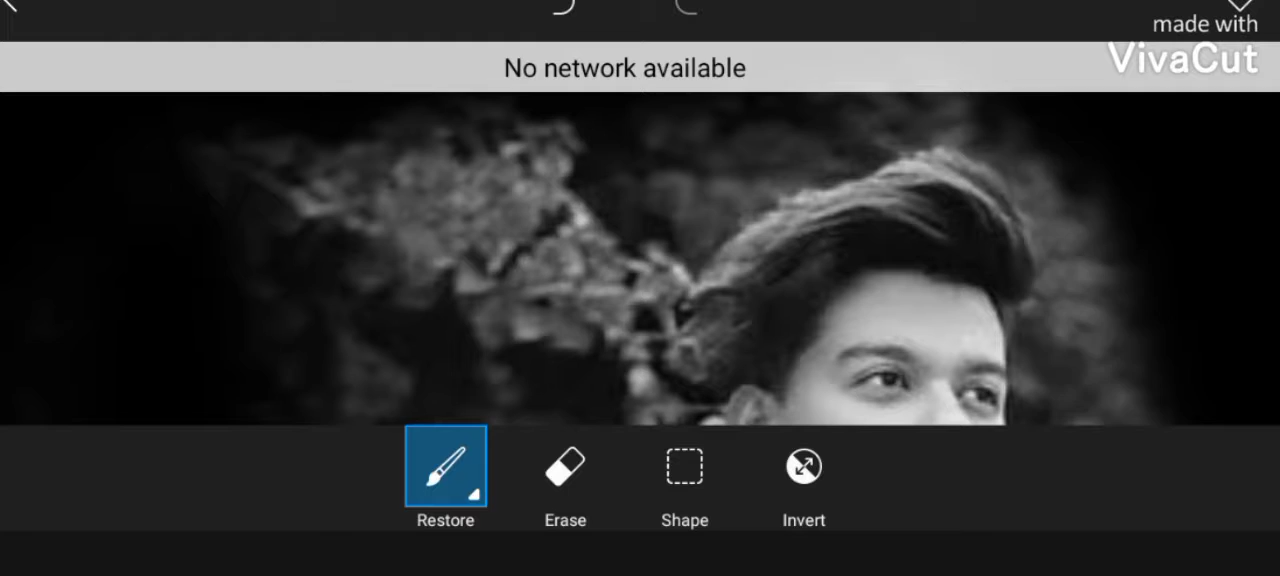 made with
VivaCut
No network available
Restore
Erase
Shape
Invert